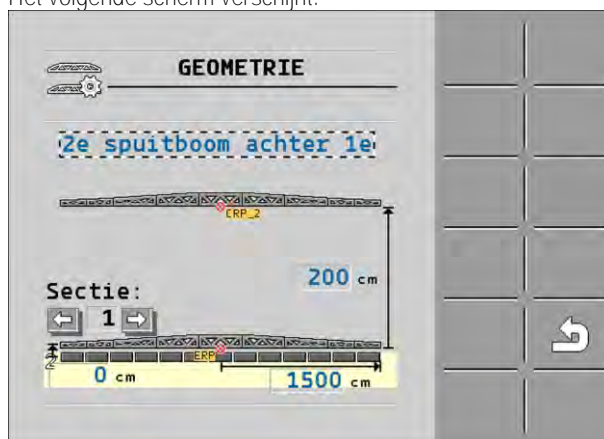 Het volgende scherm verschijnt:
GEOMETRIE
2e spuitboom achter 1e
CRP_2
200 cm
Sectie:
1
ERP
0 cm
1500 cm